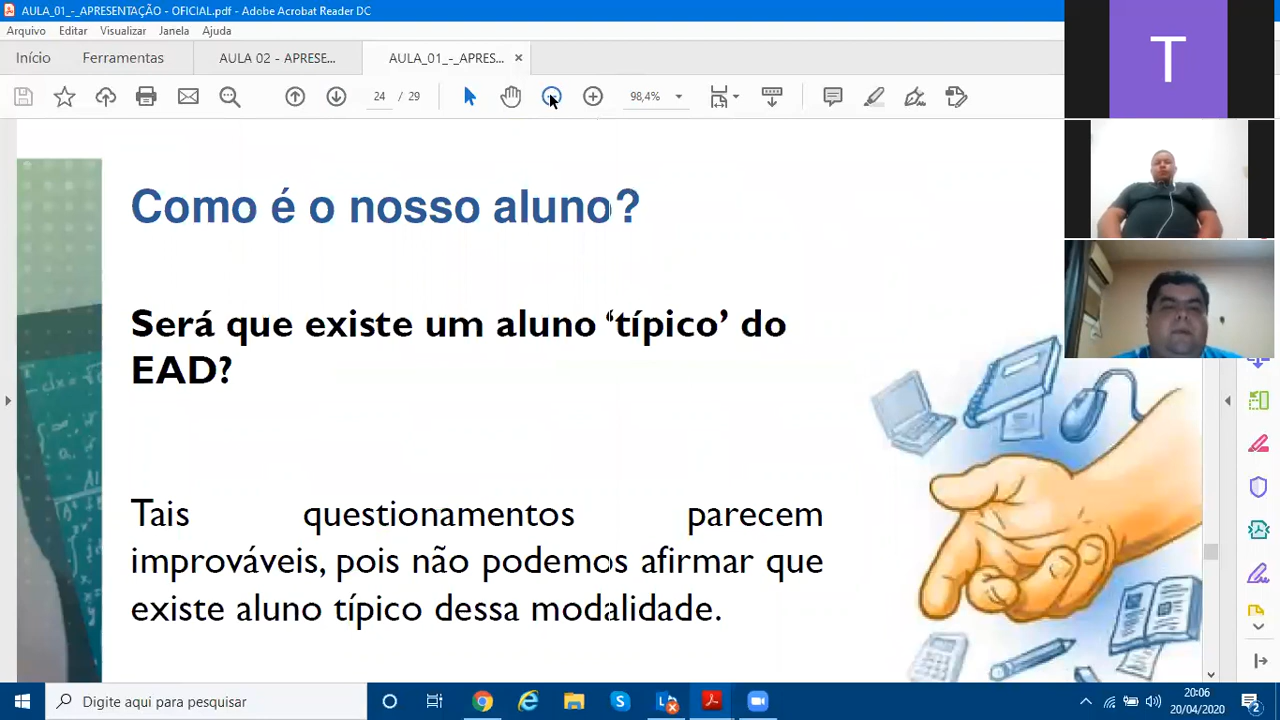 AULA_01_-_APRESENTAÇÃO - OFICIAL.pdf - Adobe Acrobat Reader DC
Arquivo Editar Visualizar Janela Ajuda
Início Ferramentas AULA 02 - APRESE... AULA_01_-_APRES... ×
24 / 29 98,4%
T
Como é o nosso aluno?
Será que existe um aluno ‘típico’ do
EAD?
Tais questionamentos parecem
improváveis, pois não podemos afirmar que
existe aluno típico dessa modalidade.
Digite aqui para pesquisar
20:06
20/04/2020
2